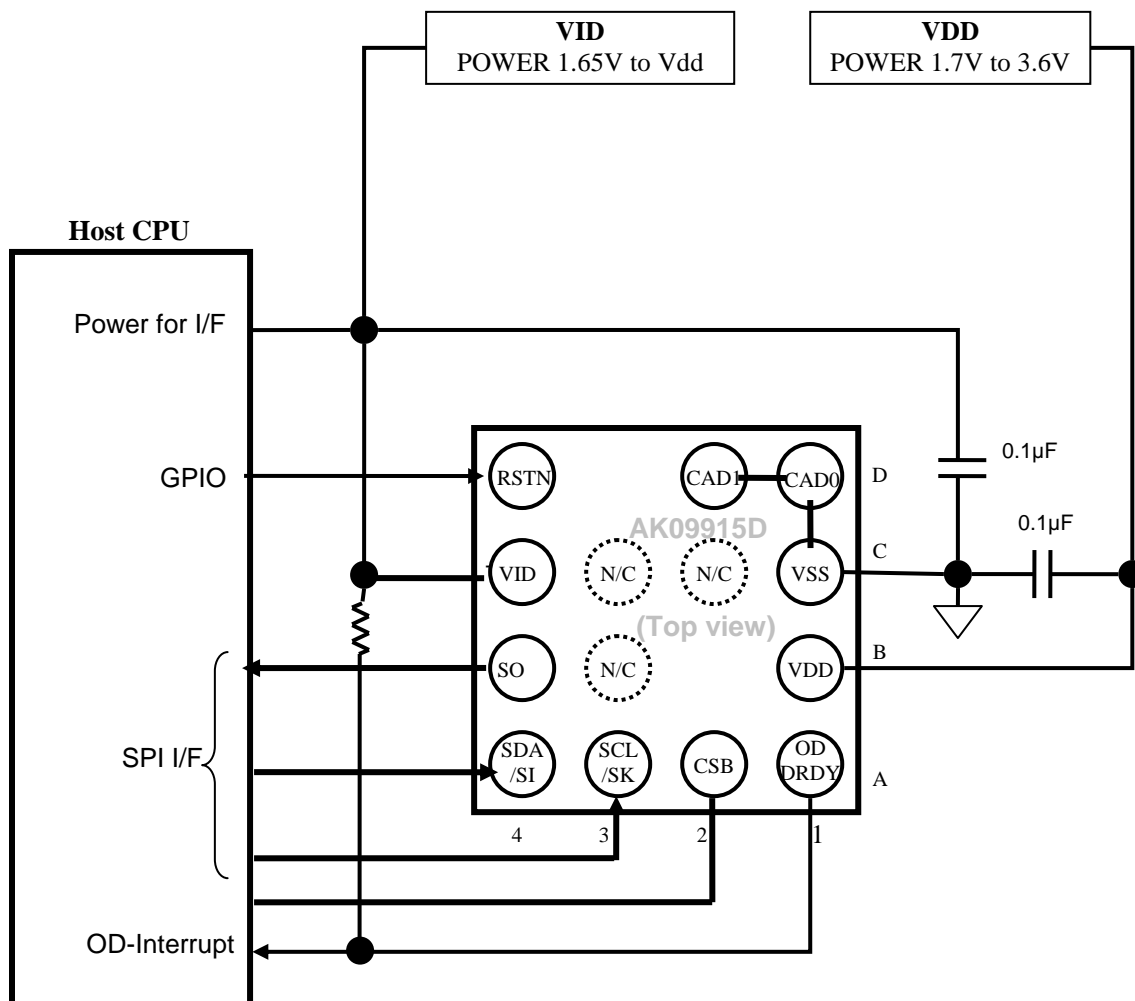 VID
POWER 1.65V to Vdd
VDD
POWER 1.7V to 3.6V
Host CPU
Power for I/F
GPIO
SPI I/F
OD-Interrupt
RSTN
CAD1
CAD0
D
0.1µF
0.1µF
AK09915D
VID
N/C
N/C
VSS
C
(Top view)
SO
N/C
VDD
B
SDA
/SI
SCL
/SK
CSB
OD
DRDY
A
4
3
2
1